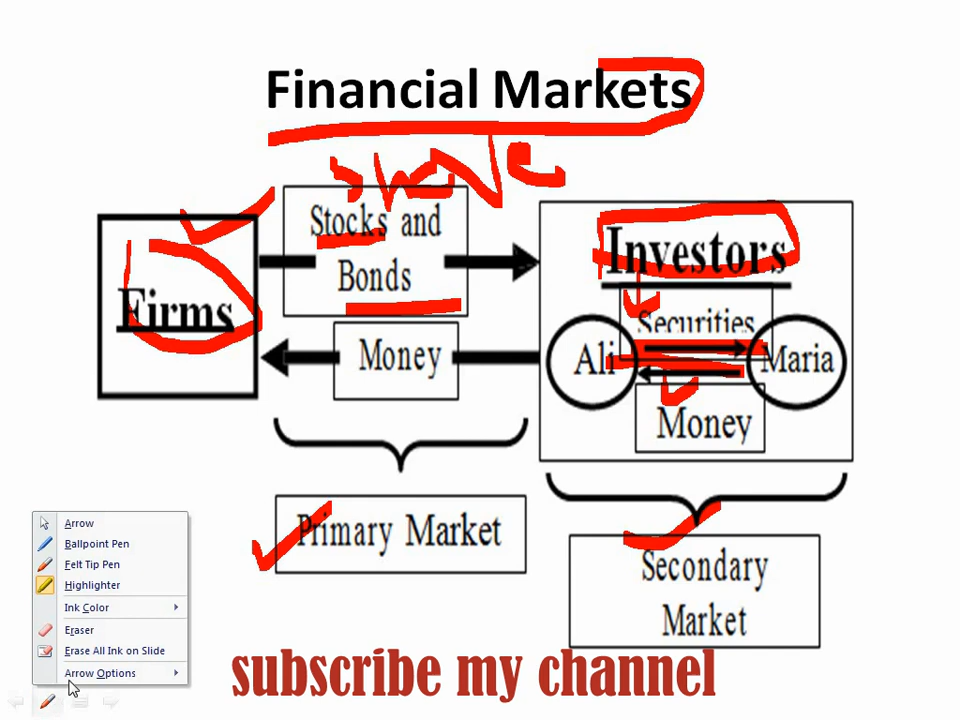 Financial Markets
share
Stocks and
Bonds
Investors
Firms
Securities
Money
Ali
Maria
Money
Primary Market
Secondary
Market
Arrow
Ballpoint Pen
Felt Tip Pen
Highlighter
Ink Color
Eraser
Erase All Ink on Slide
Arrow Options
subscribe my channel